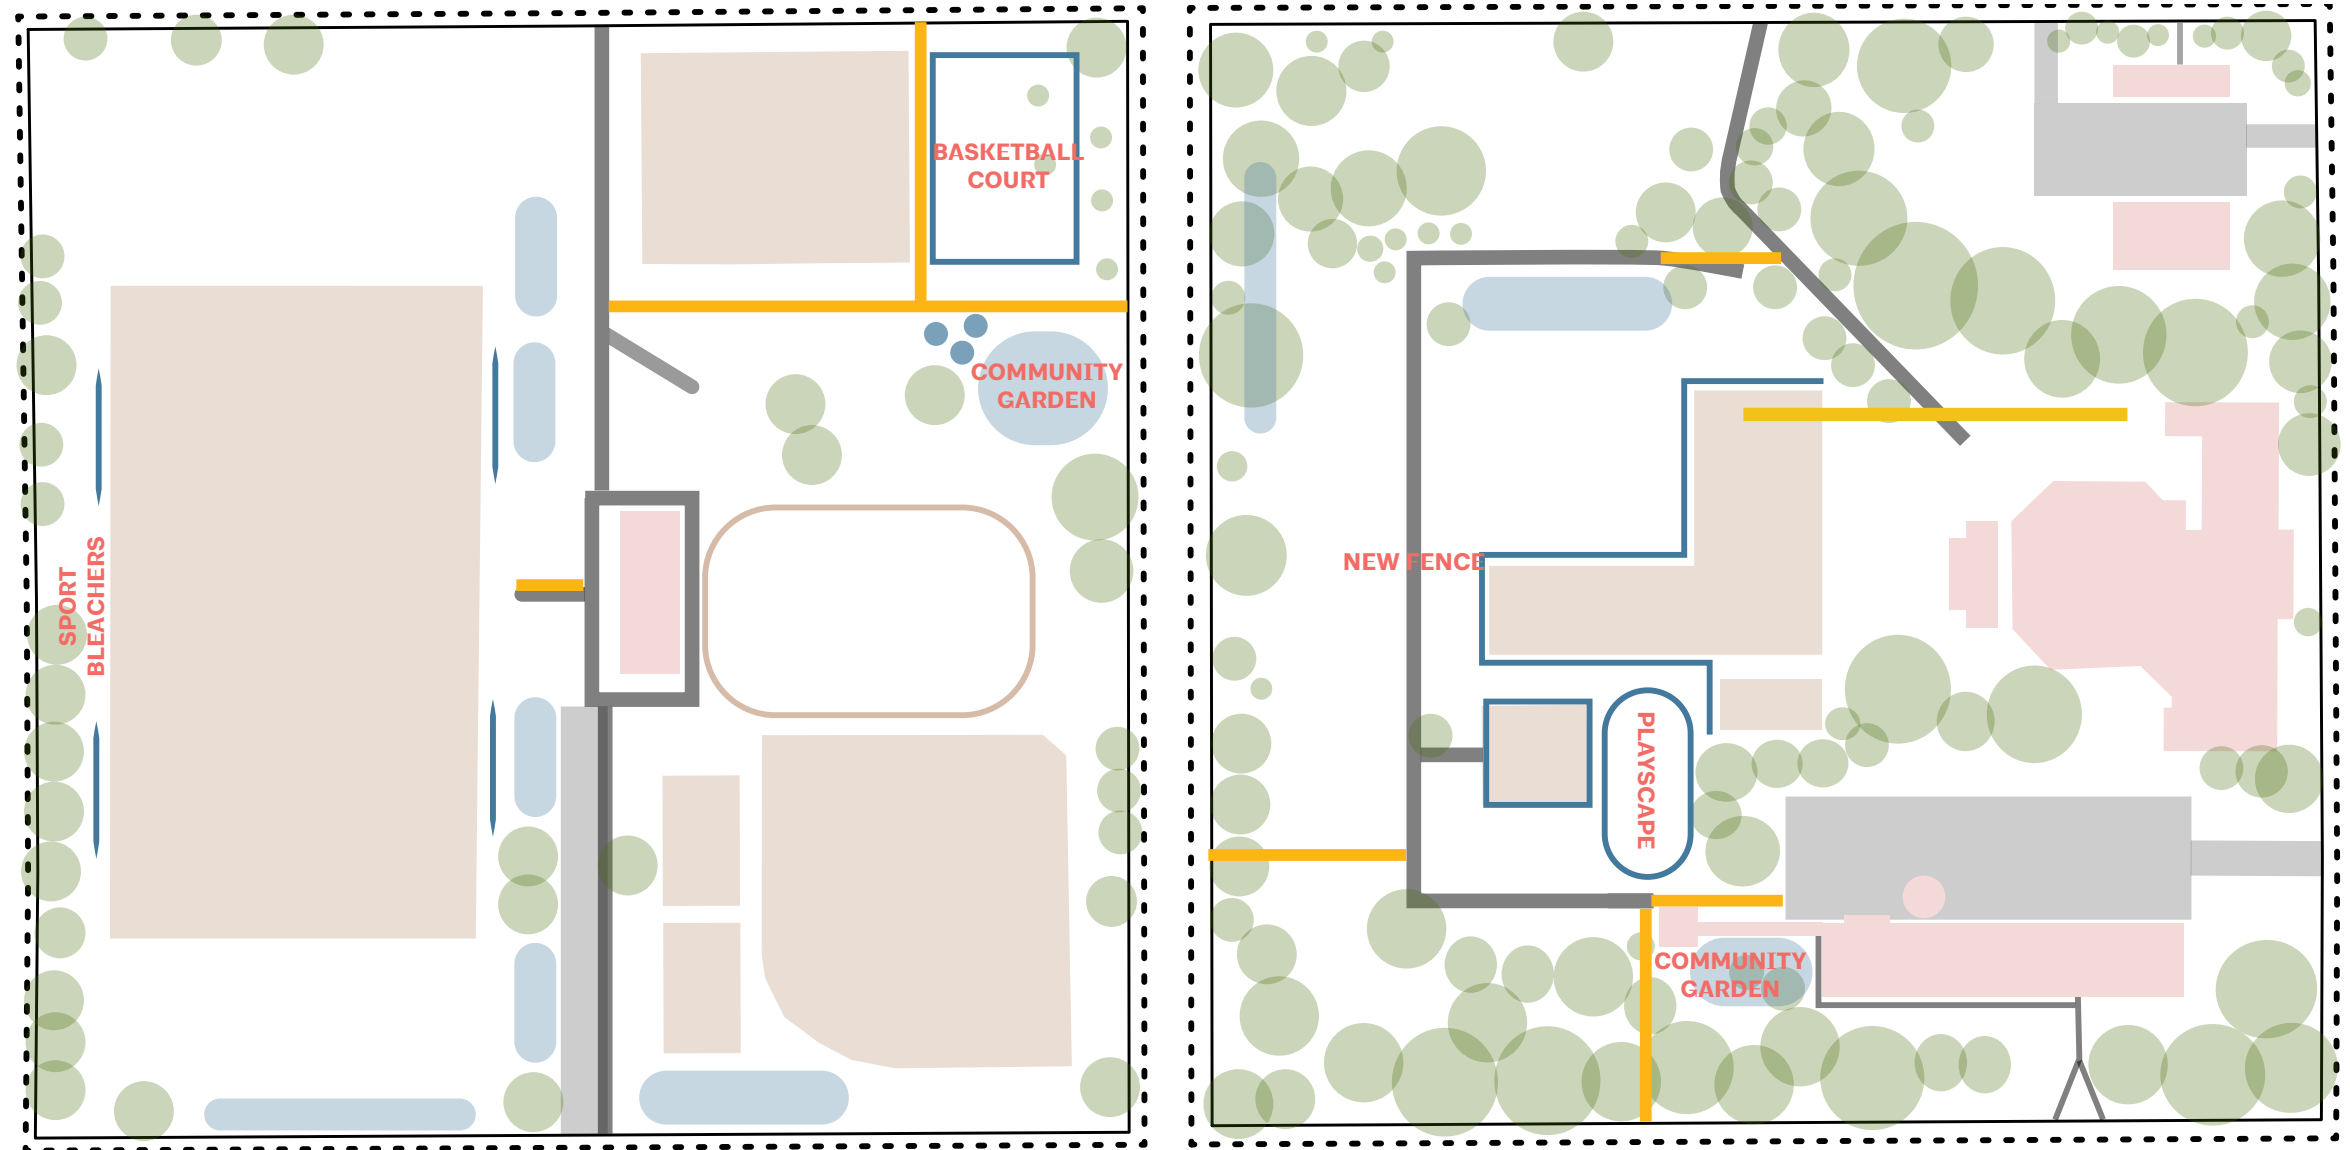 BASKETBALL
COURT
COMMUNITY
GARDEN
SPORT
BLEACHERS
NEW FENCE
PLAYSCAPE
COMMUNITY
GARDEN